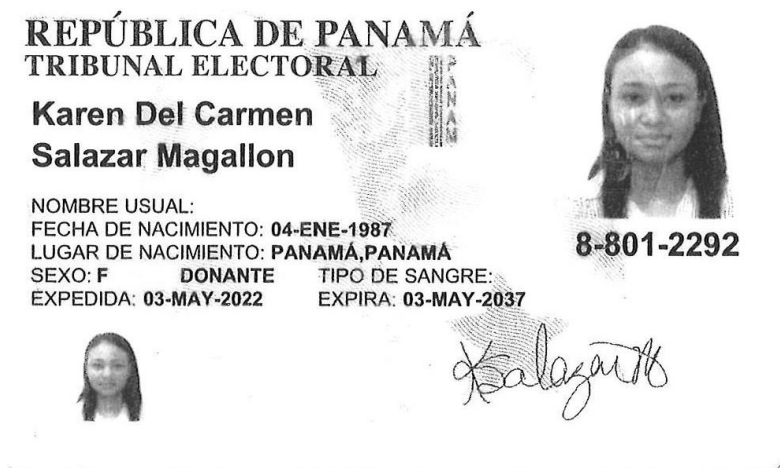 REPÚBLICA DE PANAMÁ
TRIBUNAL ELECTORAL
PANAMÁ
Karen Del Carmen
Salazar Magallon
NOMBRE USUAL:
FECHA DE NACIMIENTO: 04-ENE-1987
LUGAR DE NACIMIENTO: PANAMÁ,PANAMÁ
SEXO: F DONANTE TIPO DE SANGRE:
EXPEDIDA: 03-MAY-2022 EXPIRA: 03-MAY-2037
8-801-2292
KSalazarM